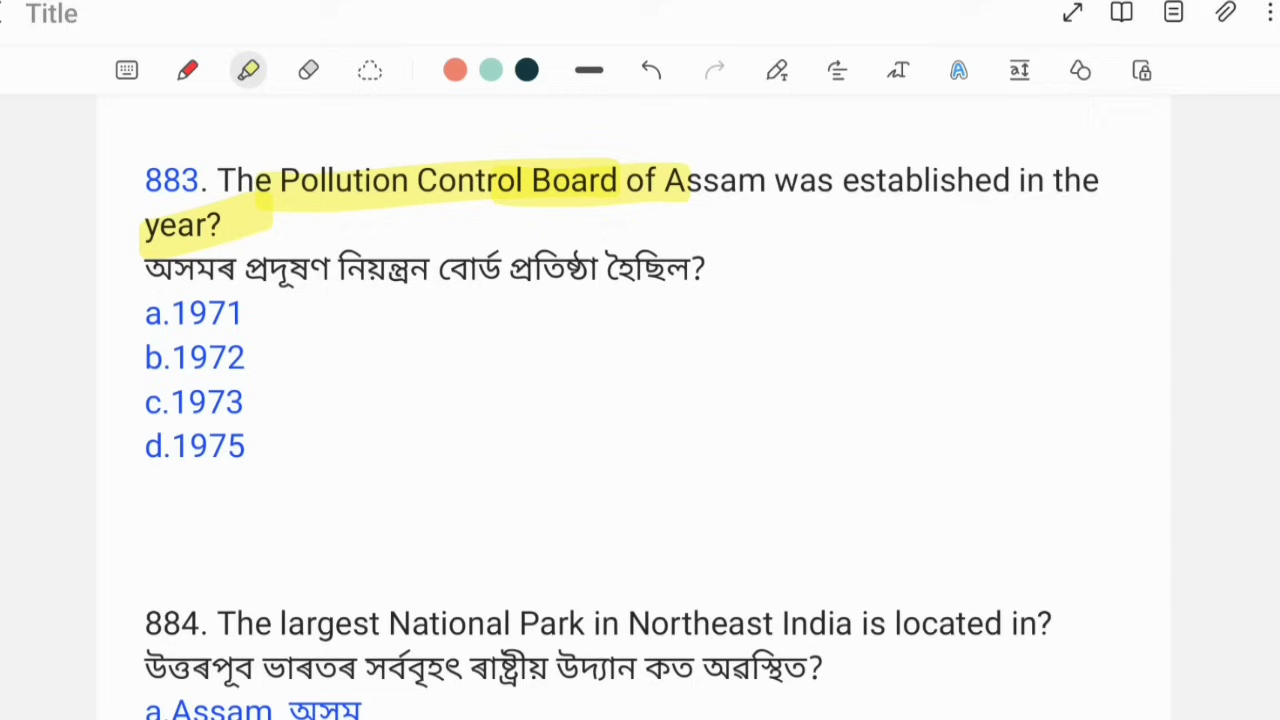 Title
883. The Pollution Control Board of Assam was established in the
year?
অসমৰ প্ৰদূষণ নিয়ন্ত্ৰন বোৰ্ড প্ৰতিষ্ঠা হৈছিল?
a.1971
b.1972
c.1973
d.1975
884. The largest National Park in Northeast India is located in?
উত্তৰপূব ভাৰতৰ সৰ্ববৃহৎ ৰাষ্ট্ৰীয় উদ্যান কত অৱস্থিত?
a.Assam অসম